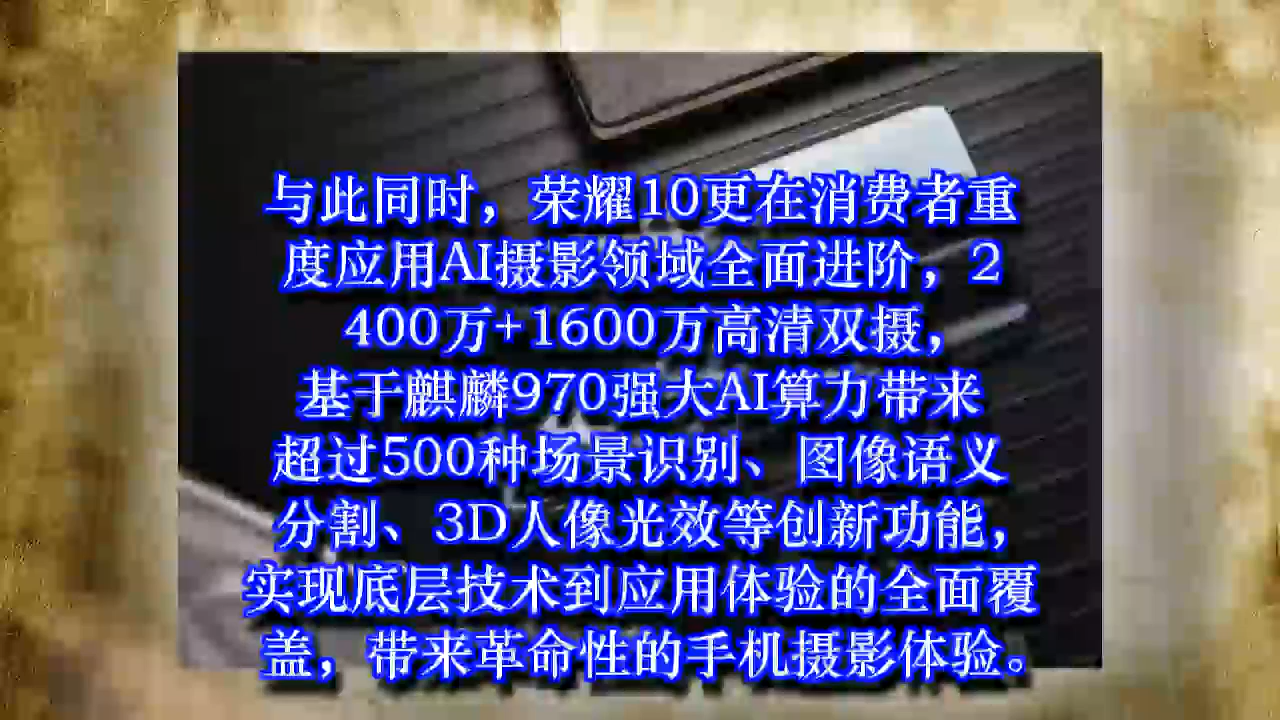 与此同时，荣耀10更在消费者重
度应用AI摄影领域全面进阶，2
400万+1600万高清双摄，
基于麒麟970强大AI算力带来
超过500种场景识别、图像语义
分割、3D人像光效等创新功能，
实现底层技术到应用体验的全面覆
盖，带来革命性的手机摄影体验。